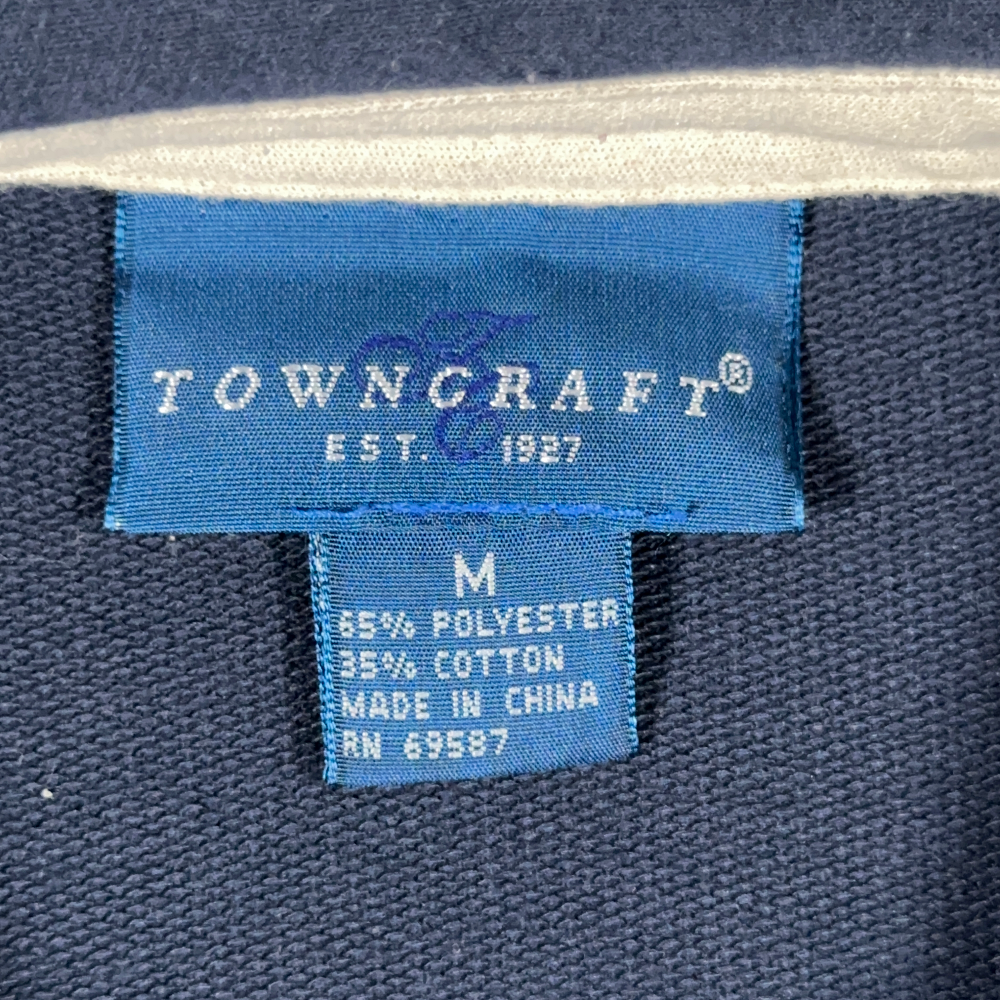 TOWNCRAFT®
EST. 1927
M
65% POLYESTER
35% COTTON
MADE IN CHINA
RN 69587